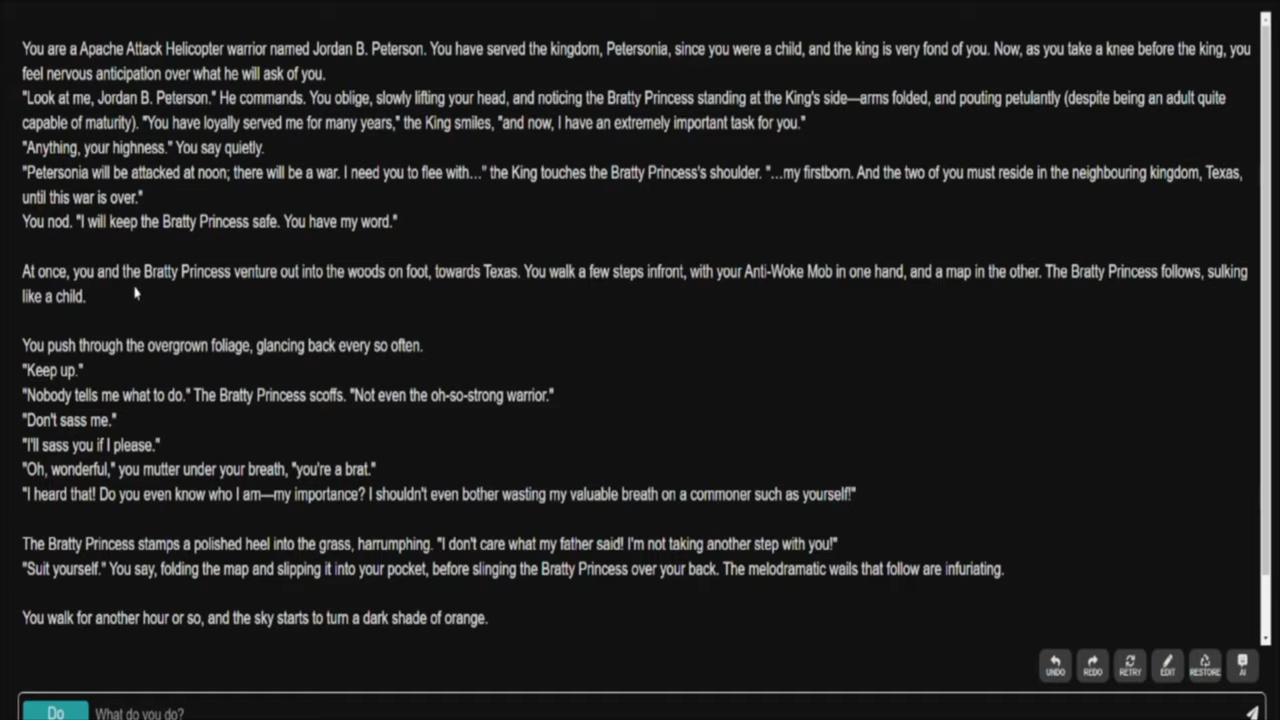 You are a Apache Attack Helicopter warrior named Jordan B. Peterson. You have served the kingdom, Petersonia, since you were a child, and the king is very fond of you. Now, as you take a knee before the king, you
feel nervous anticipation over what he will ask of you.
"Look at me, Jordan B. Peterson." He commands. You oblige, slowly lifting your head, and noticing the Bratty Princess standing at the King's side—arms folded, and pouting petulantly (despite being an adult quite
capable of maturity). "You have loyally served me for many years," the King smiles, "and now, I have an extremely important task for you."
"Anything, your highness." You say quietly.
"Petersonia will be attacked at noon; there will be a war. I need you to flee with..." the King touches the Bratty Princess's shoulder. "...my firstborn. And the two of you must reside in the neighbouring kingdom, Texas,
until this war is over."
You nod. "I will keep the Bratty Princess safe. You have my word."
At once, you and the Bratty Princess venture out into the woods on foot, towards Texas. You walk a few steps infront, with your Anti-Woke Mob in one hand, and a map in the other. The Bratty Princess follows, sulking
like a child.
You push through the overgrown foliage, glancing back every so often.
"Keep up."
"Nobody tells me what to do." The Bratty Princess scoffs. "Not even the oh-so-strong warrior."
"Don't sass me."
"I'll sass you if I please."
"Oh, wonderful," you mutter under your breath, "you're a brat."
"I heard that! Do you even know who I am—my importance? I shouldn't even bother wasting my valuable breath on a commoner such as yourself!"
The Bratty Princess stamps a polished heel into the grass, harrumphing. "I don't care what my father said! I'm not taking another step with you!"
"Suit yourself." You say, folding the map and slipping it into your pocket, before slinging the Bratty Princess over your back. The melodramatic wails that follow are infuriating.
You walk for another hour or so, and the sky starts to turn a dark shade of orange.
UNDO REDO RETRY EDIT RESTORE AI
Do What do you do?